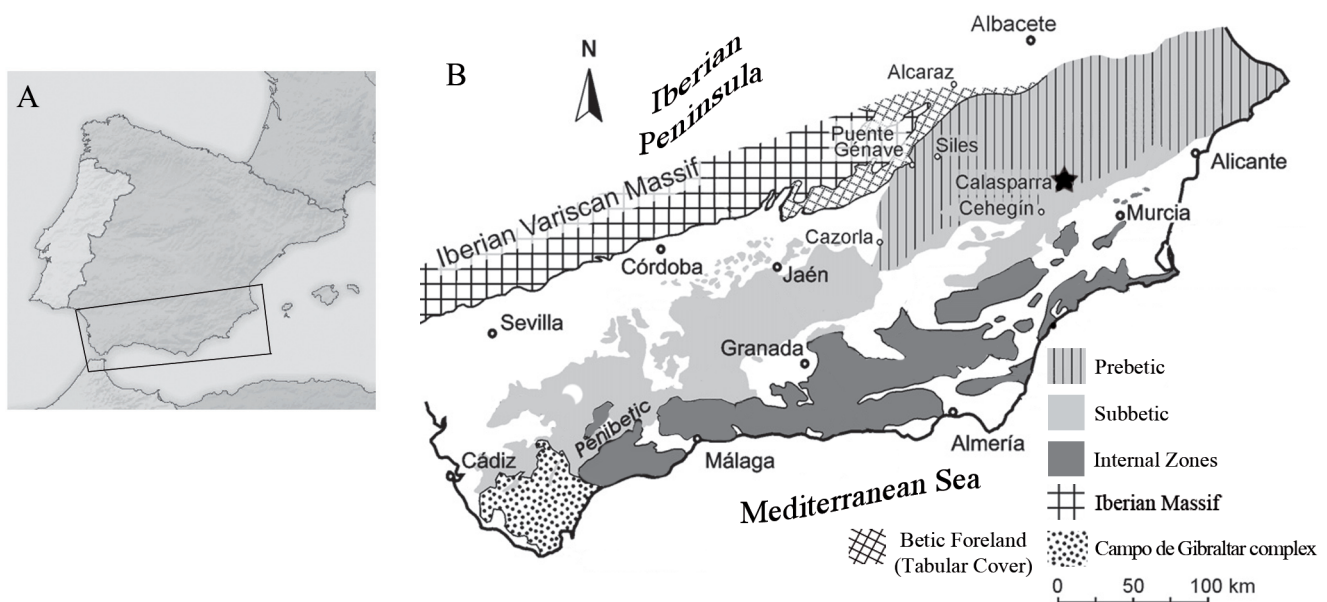 A
B
N
Iberian
Peninsula
Albacete
Alcaraz
Puente
Génave
Siles
Iberian Variscan Massif
Alicante
Calasparra
Cehegín
Murcia
Cazorla
Córdoba
Jaén
Sevilla
Granada
Penibetic
Almería
Cádiz
Málaga
Mediterranean Sea
Prebetic
Subbetic
Internal Zones
Iberian Massif
Campo de Gibraltar complex
Betic Foreland
(Tabular Cover)
0 50 100 km